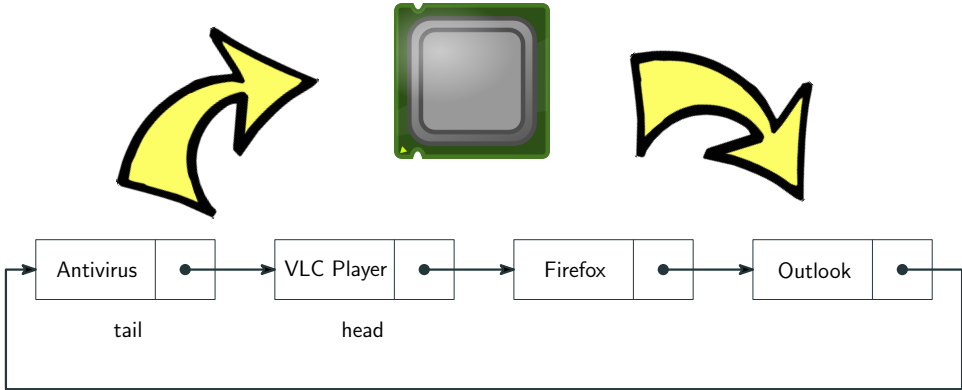 Antivirus
VLC Player
Firefox
Outlook
tail
head